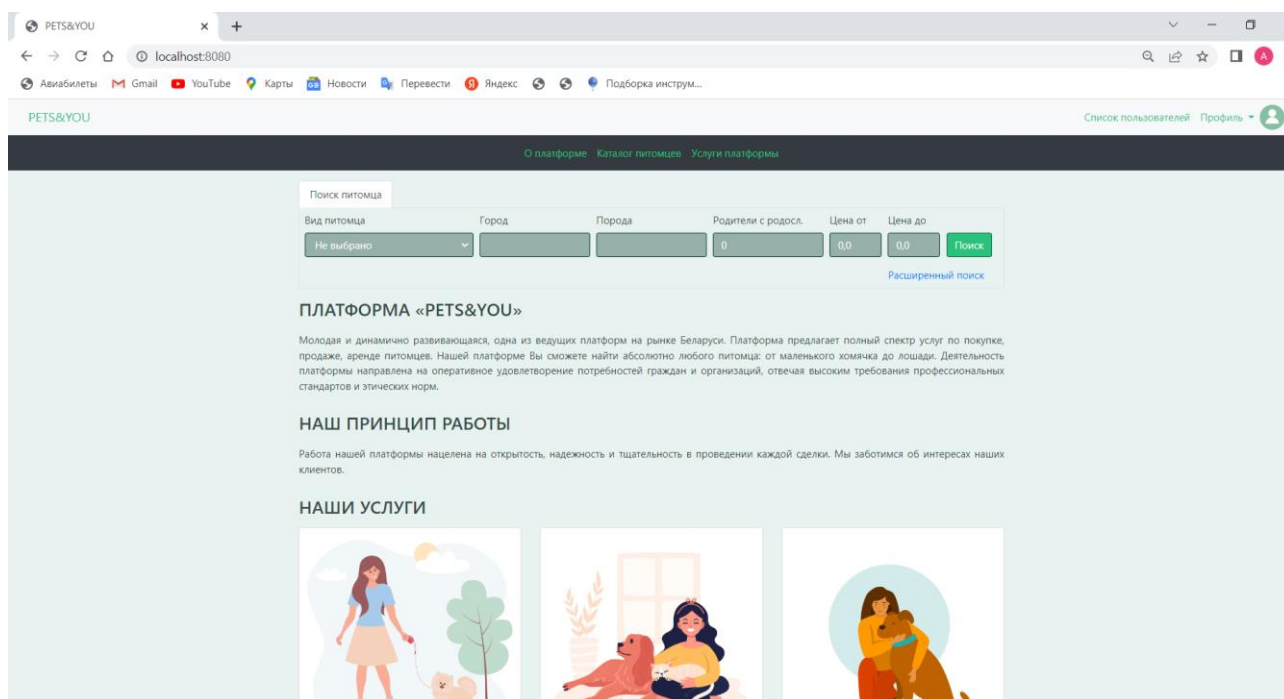 PETS&YOU
localhost:8080
A
Авиабилеты Gmail YouTube Карты Новости Перевести Яндекс Подборка инструм...
PETS&YOU Список пользователей Профиль
О платформе Каталог питомцев Услуги платформы
Поиск питомца
Вид питомца Город Порода Родители с родосл. Цена от Цена до
Не выбрано 0 0,0 0,0 Поиск
Расширенный поиск
ПЛАТФОРМА «PETS&YOU»
Молодая и динамично развивающаяся, одна из ведущих платформ на рынке Беларуси. Платформа предлагает полный спектр услуг по покупке,
продаже, аренде питомцев. Нашей платформе Вы сможете найти абсолютно любого питомца: от маленького хомячка до лошади. Деятельность
платформы направлена на оперативное удовлетворение потребностей граждан и организаций, отвечая высоким требования профессиональных
стандартов и этических норм.
НАШ ПРИНЦИП РАБОТЫ
Работа нашей платформы нацелена на открытость, надежность и тщательность в проведении каждой сделки. Мы заботимся об интересах наших
клиентов.
НАШИ УСЛУГИ